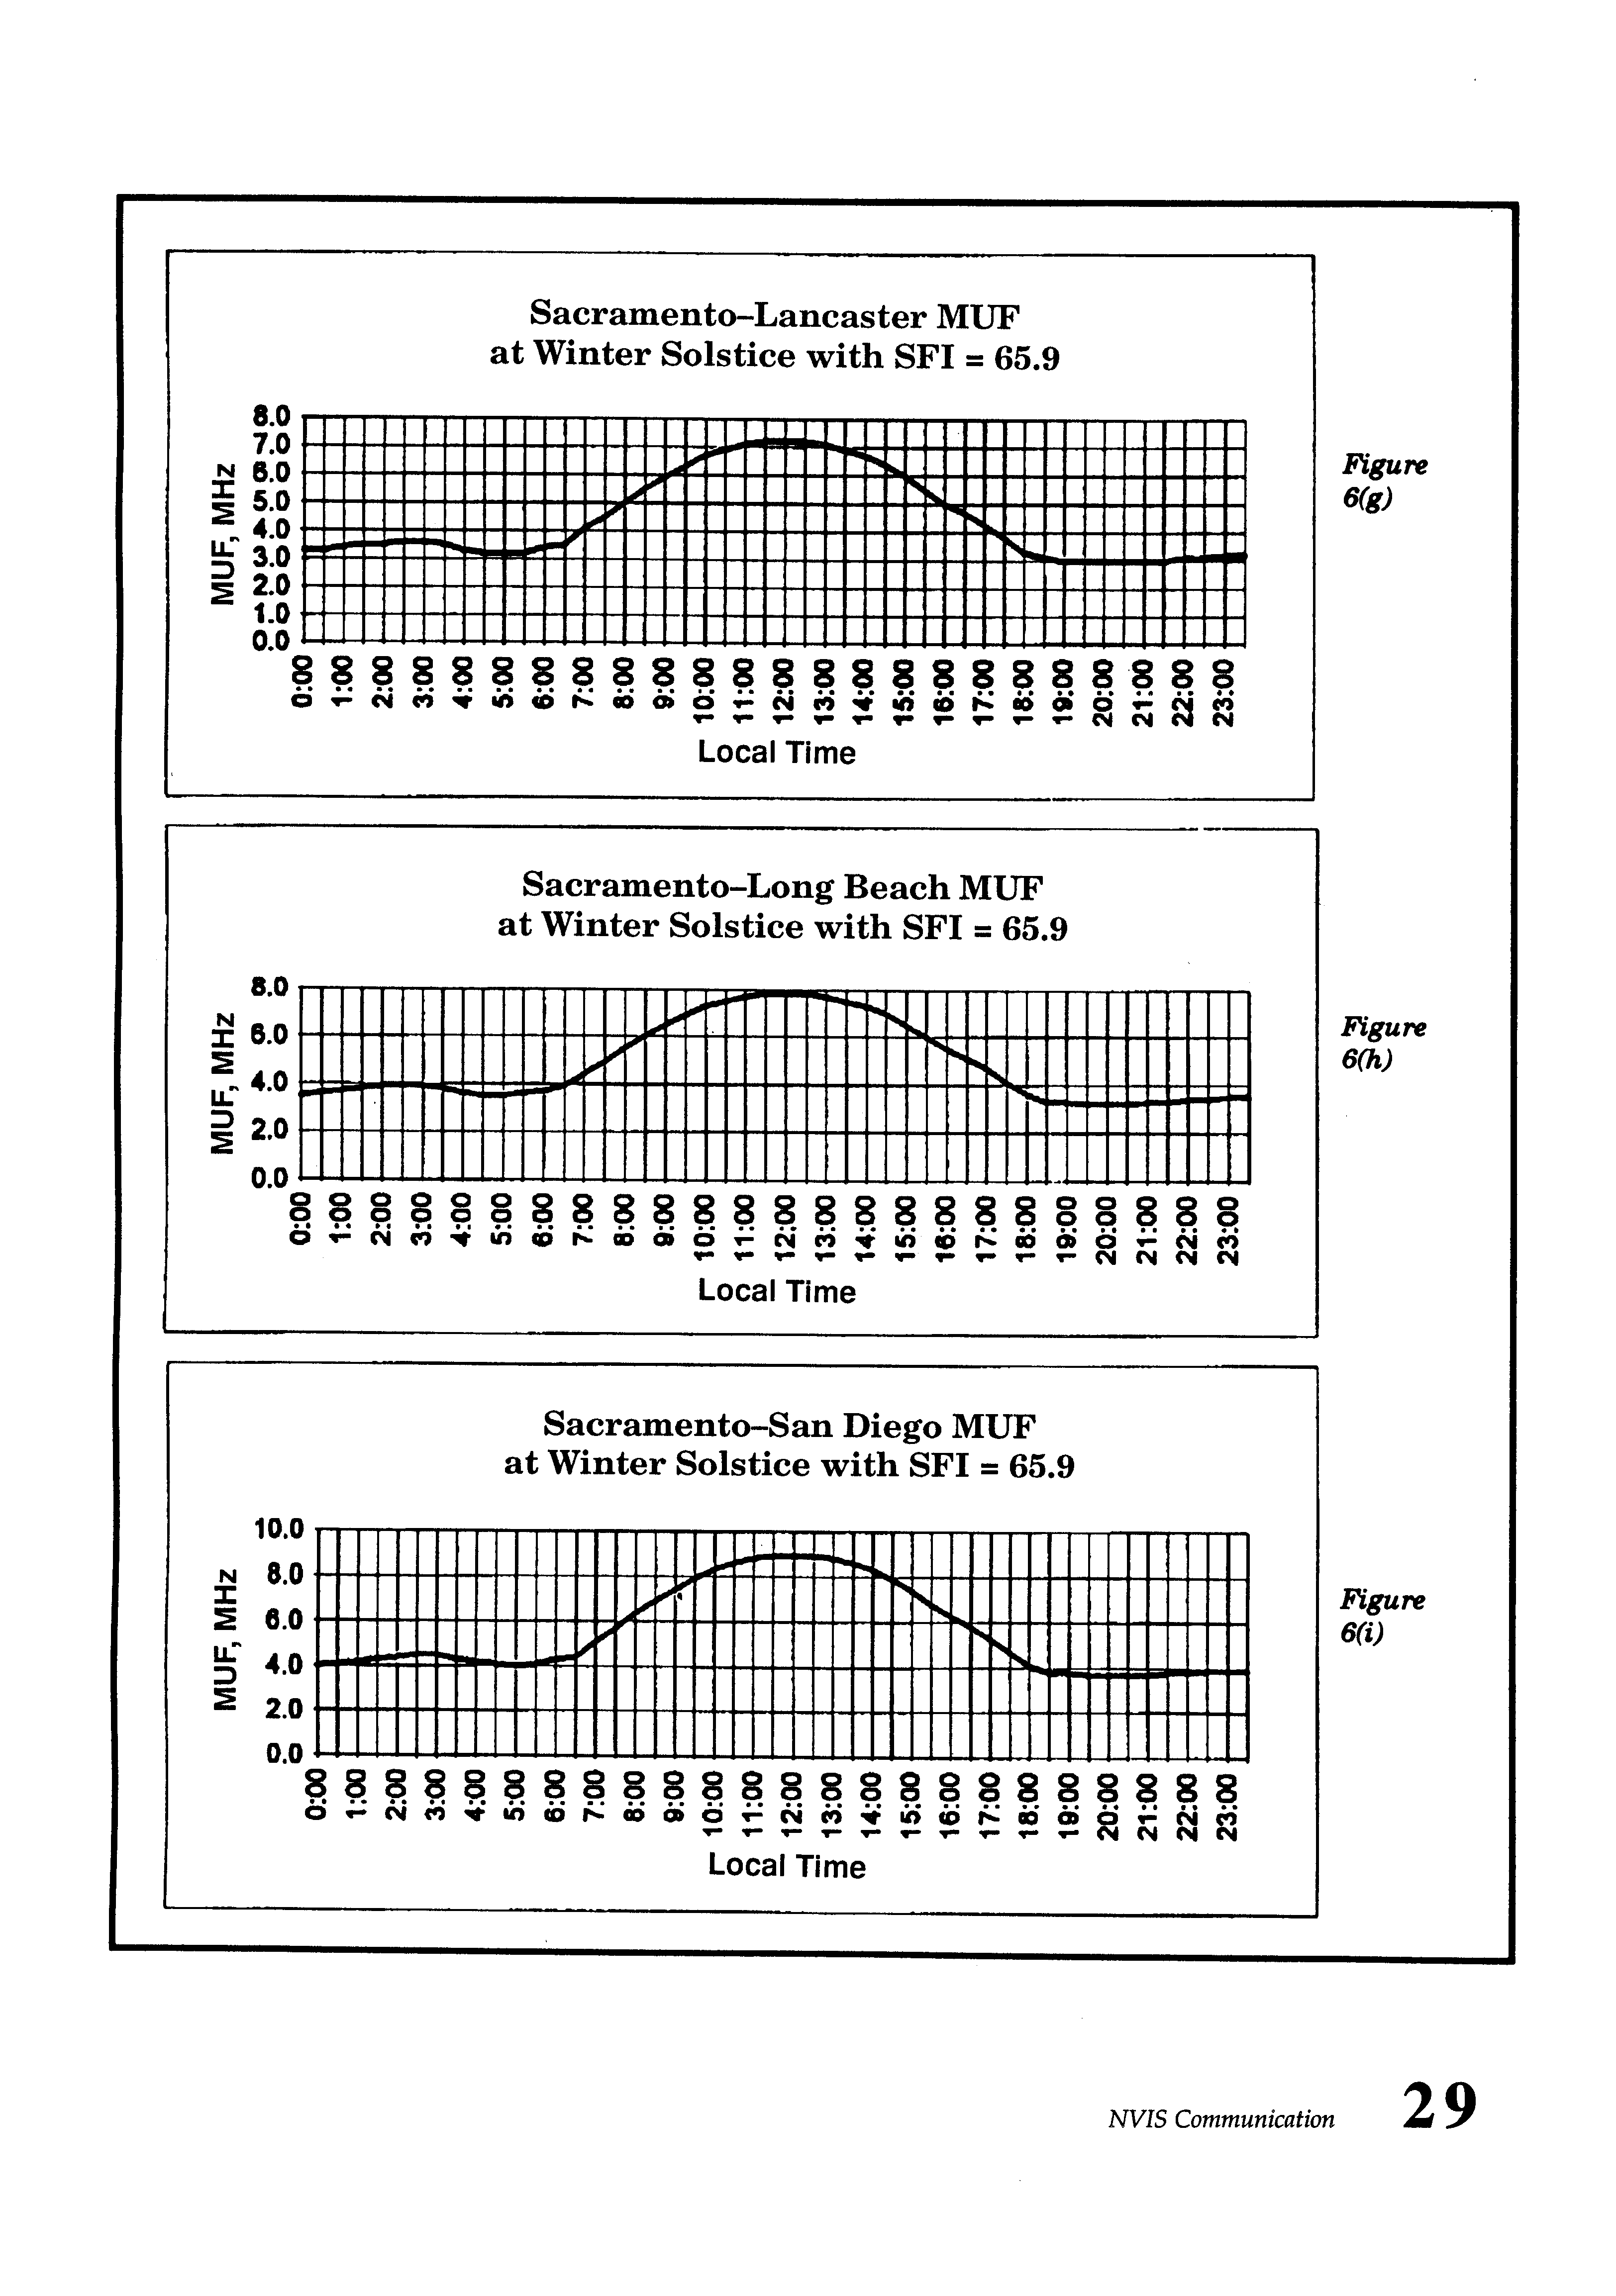 Sacramento–Lancaster MUF
at Winter Solstice with SFI = 65.9
8.0
7.0
6.0
5.0
4.0
3.0
2.0
1.0
0.0
MUF, MHz
0:00 1:00 2:00 3:00 4:00 5:00 6:00 7:00 8:00 9:00 10:00 11:00 12:00 13:00 14:00 15:00 16:00 17:00 18:00 19:00 20:00 21:00 22:00 23:00
Local Time
Figure
6(g)
Sacramento–Long Beach MUF
at Winter Solstice with SFI = 65.9
8.0
6.0
4.0
2.0
0.0
MUF, MHz
0:00 1:00 2:00 3:00 4:00 5:00 6:00 7:00 8:00 9:00 10:00 11:00 12:00 13:00 14:00 15:00 16:00 17:00 18:00 19:00 20:00 21:00 22:00 23:00
Local Time
Figure
6(h)
Sacramento–San Diego MUF
at Winter Solstice with SFI = 65.9
10.0
8.0
6.0
4.0
2.0
0.0
MUF, MHz
0:00 1:00 2:00 3:00 4:00 5:00 6:00 7:00 8:00 9:00 10:00 11:00 12:00 13:00 14:00 15:00 16:00 17:00 18:00 19:00 20:00 21:00 22:00 23:00
Local Time
Figure
6(i)
NVIS Communication 29